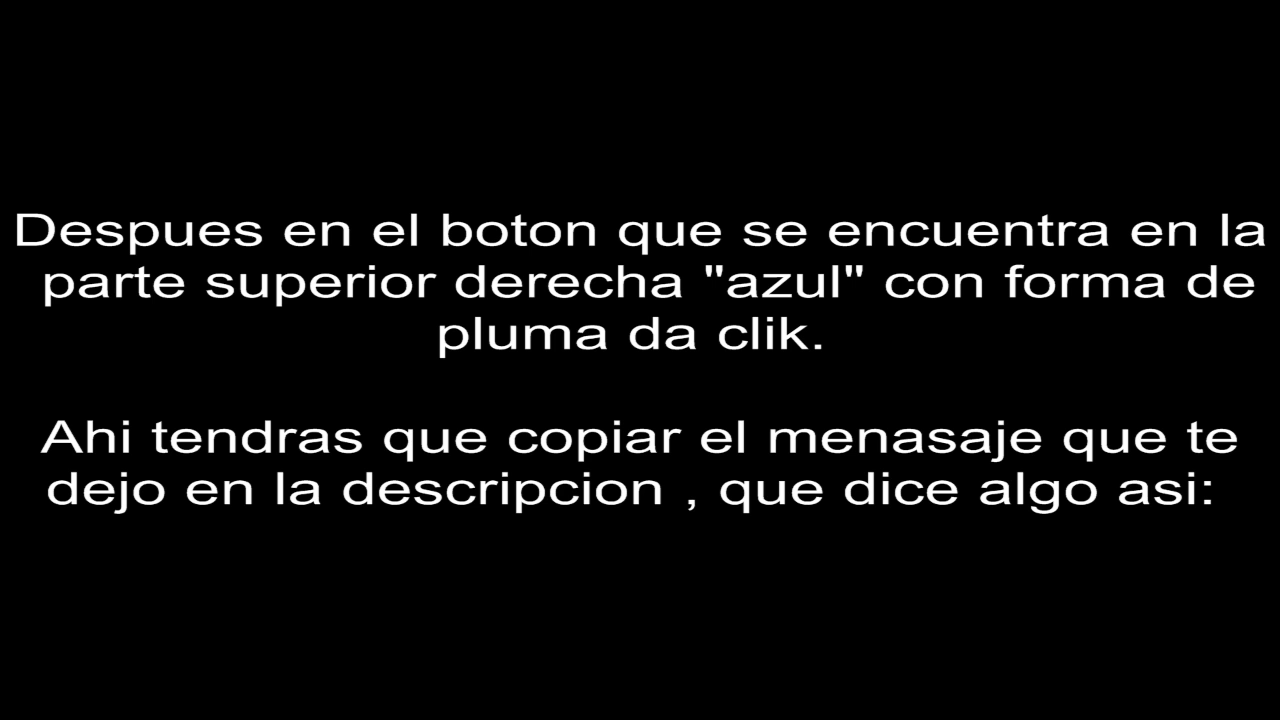 Despues en el boton que se encuentra en la
parte superior derecha "azul" con forma de
pluma da clik.
Ahi tendras que copiar el menasaje que te
dejo en la descripcion , que dice algo asi: